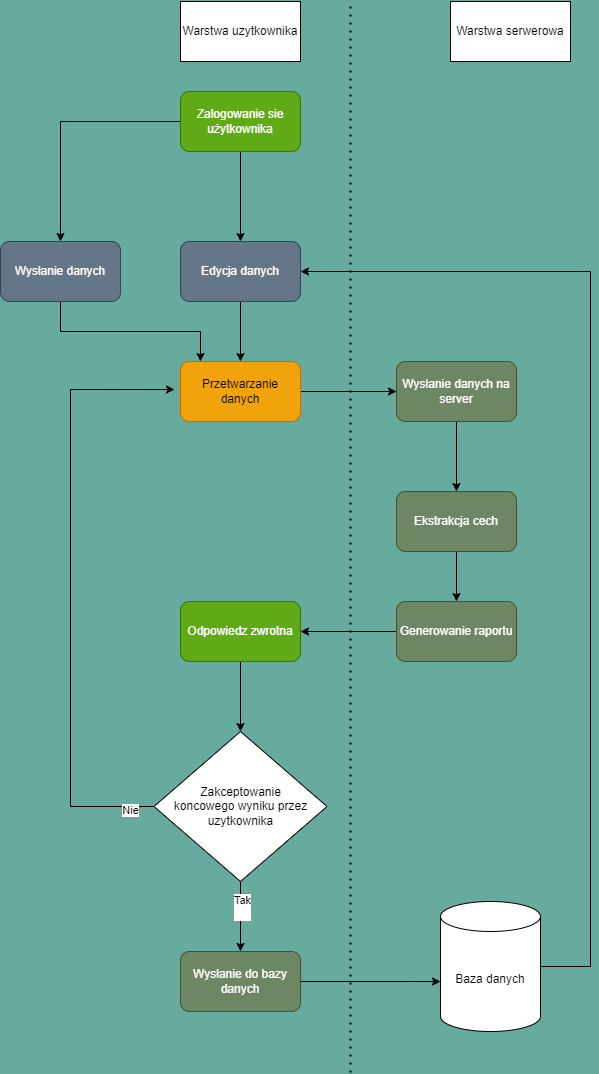 Warstwa uzytkownika
Warstwa serwerowa
Zalogowanie sie
użytkownika
Wysłanie danych
Edycja danych
Przetwarzanie
danych
Wysłanie danych na
server
Ekstrakcja cech
Odpowiedz zwrotna
Generowanie raportu
Zakceptowanie
koncowego wyniku przez
uzytkownika
Nie
Tak
Wysłanie do bazy
danych
Baza danych